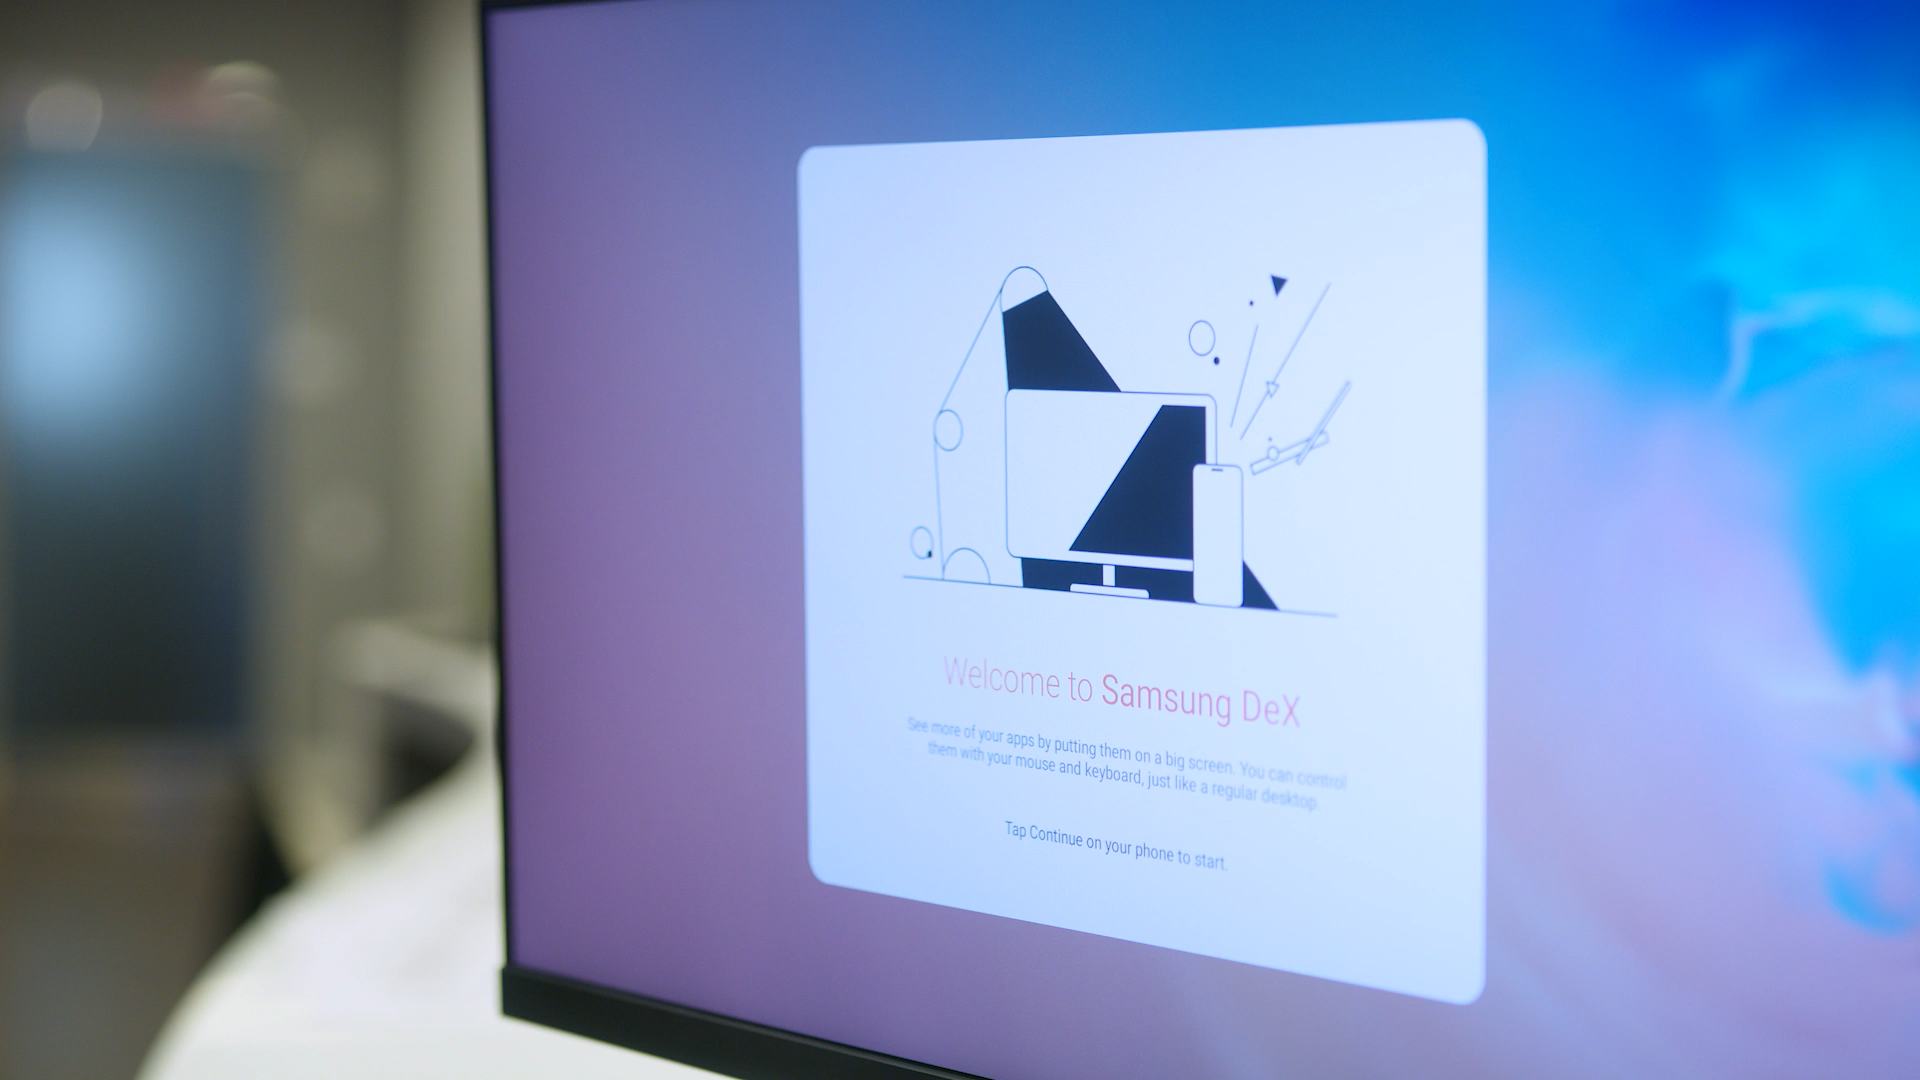 Welcome to Samsung DeX
See more of your apps by putting them on a big screen. You can control
them with your mouse and keyboard, just like a regular desktop.
Tap Continue on your phone to start.